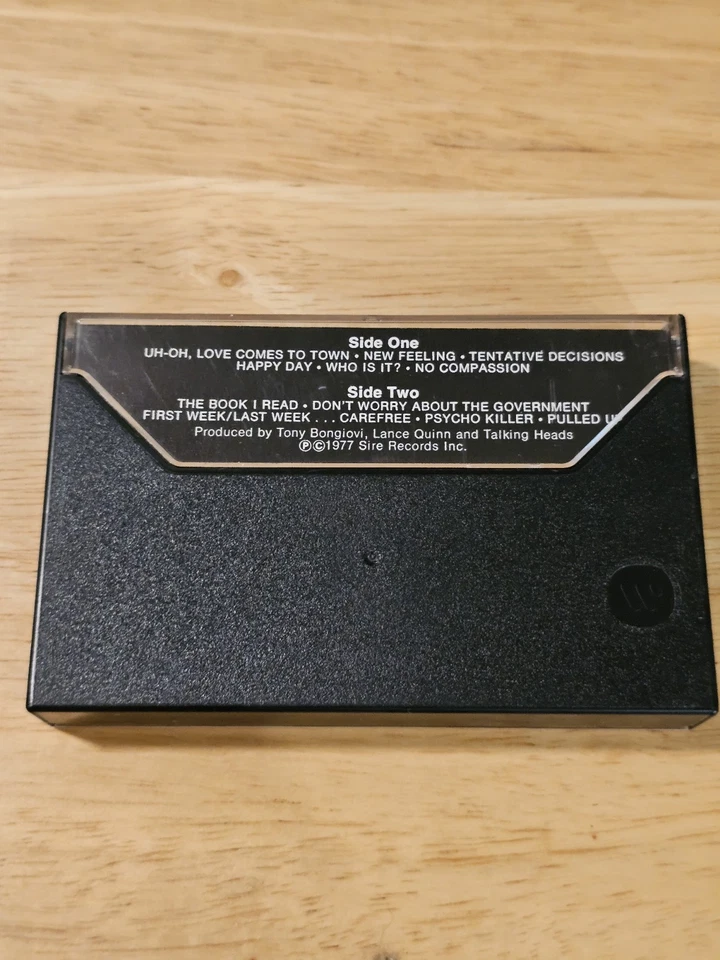 Side One
UH-OH, LOVE COMES TO TOWN • NEW FEELING • TENTATIVE DECISIONS
HAPPY DAY • WHO IS IT? • NO COMPASSION
Side Two
THE BOOK I READ • DON'T WORRY ABOUT THE GOVERNMENT
FIRST WEEK/LAST WEEK . . . CAREFREE • PSYCHO KILLER • PULLED UP
Produced by Tony Bongiovi, Lance Quinn and Talking Heads
℗©1977 Sire Records Inc.